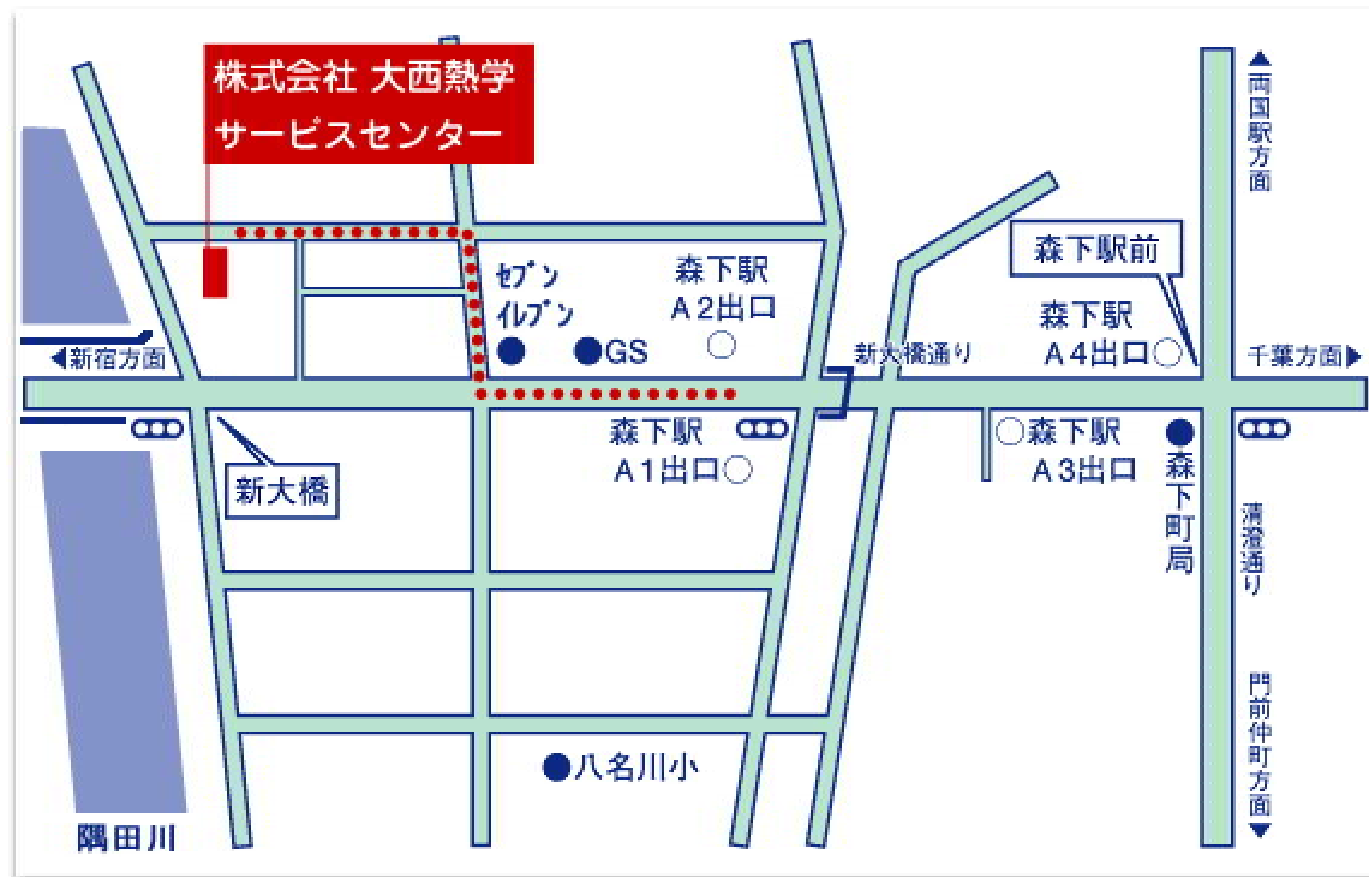 株式会社 大西熱学
サービスセンター
▲両国駅方面
森下駅前
セブン
イレブン
森下駅
A2出口
GS
新大橋通り
森下駅
A4出口
◀新宿方面
千葉方面▶
森下駅
A1出口
森下駅
A3出口
森下町局
新大橋
清澄通り
八名川小
門前仲町方面▼
隅田川